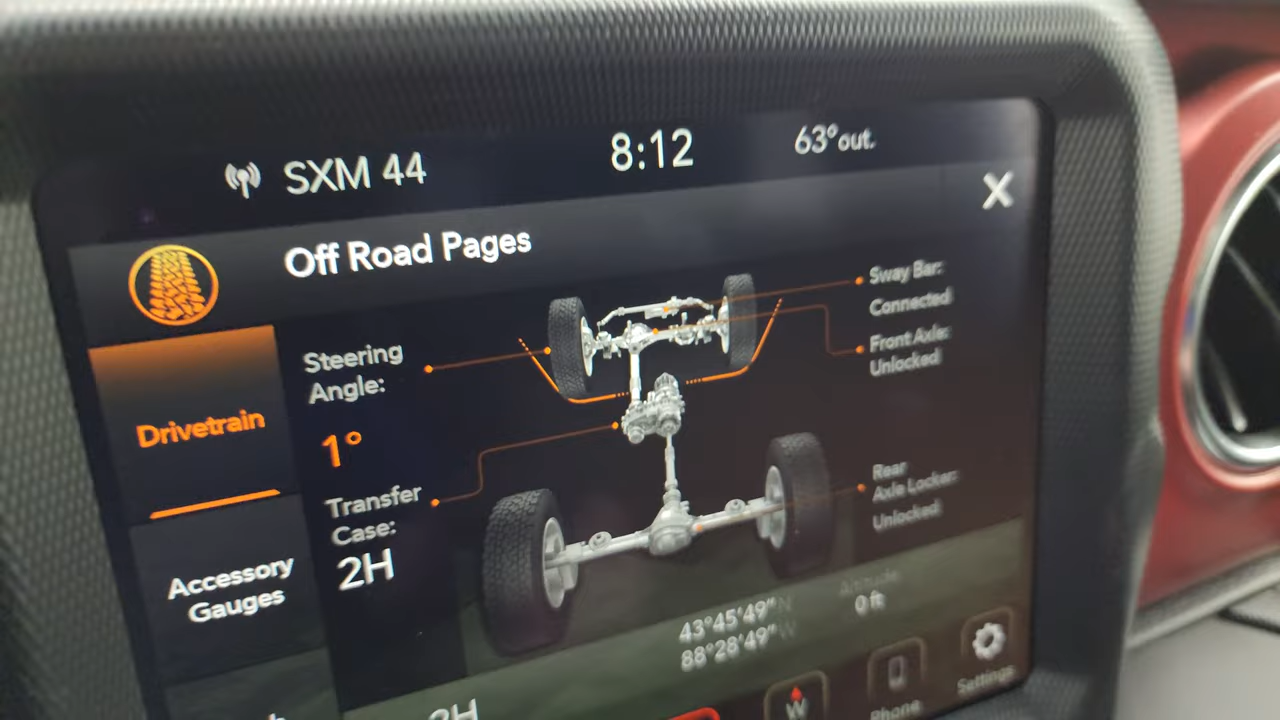 SXM 44
8:12
63° out.
X
Off Road Pages
Drivetrain
Accessory
Gauges
Steering
Angle:
1°
Transfer
Case:
2H
Sway Bar:
Connected
Front Axle:
Unlocked
Rear
Axle Locker:
Unlocked
43°45'49"N
88°28'49"W
Altitude
0 ft
2H
W
Phone
Settings